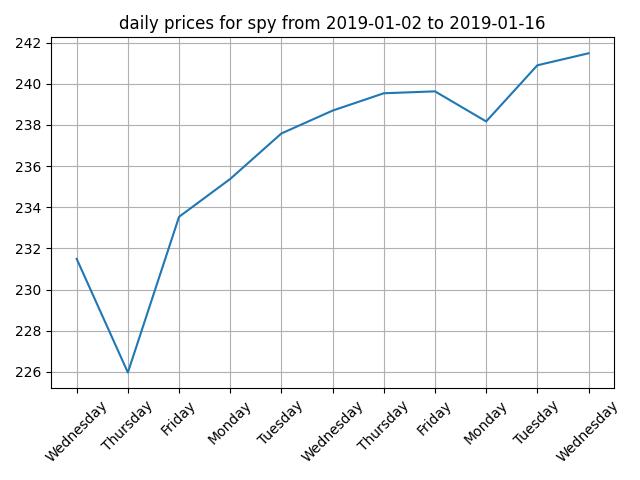 daily prices for spy from 2019-01-02 to 2019-01-16
242
240
238
236
234
232
230
228
226
Wednesday
Thursday
Friday
Monday
Tuesday
Wednesday
Thursday
Friday
Monday
Tuesday
Wednesday